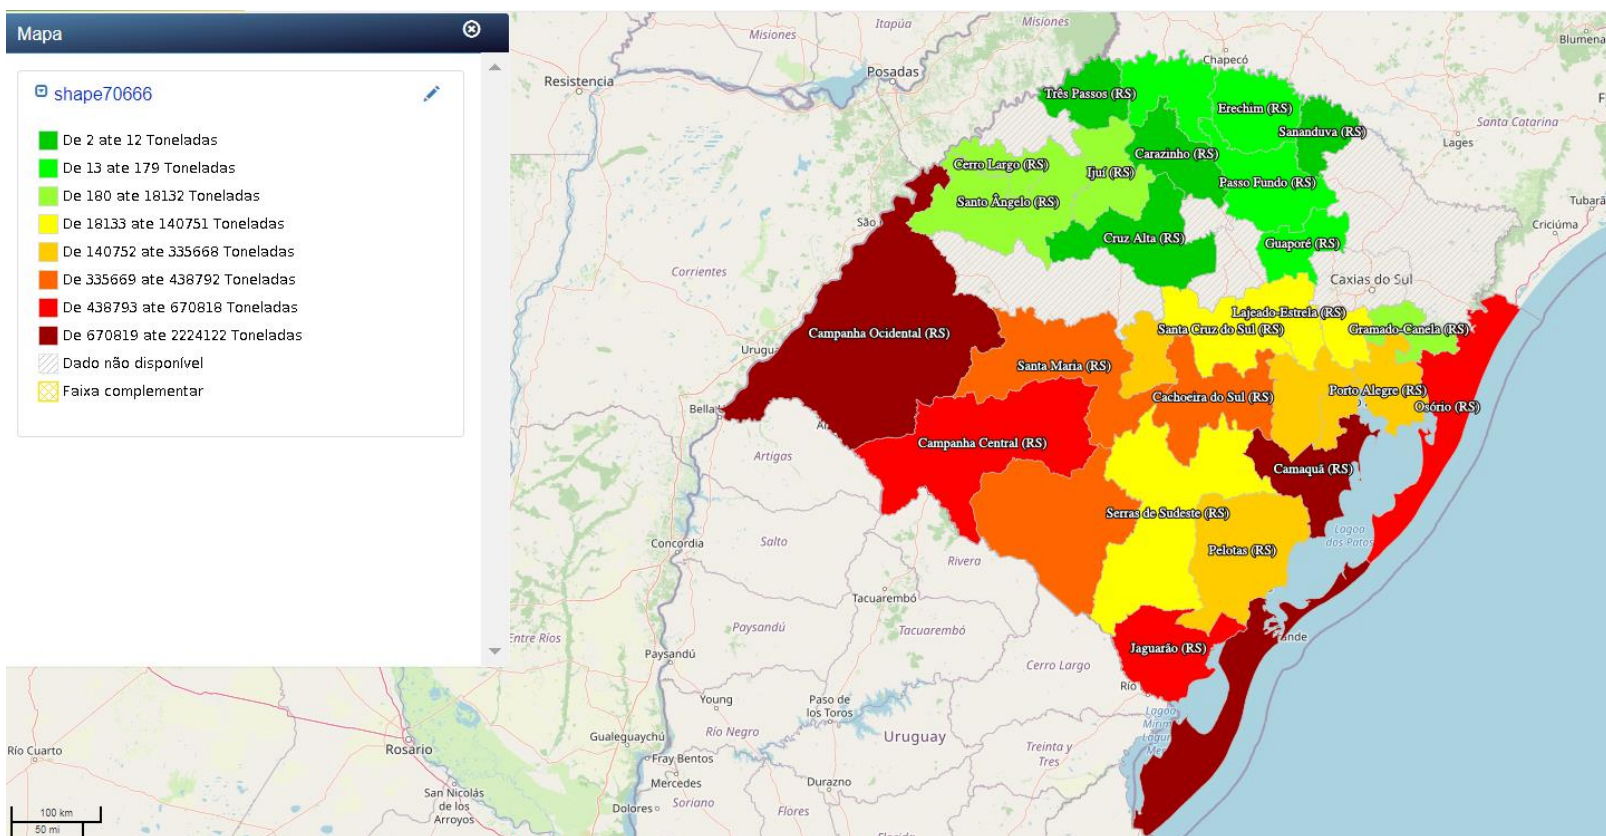 Mapa
shape70666
De 2 ate 12 Toneladas
De 13 ate 179 Toneladas
De 180 ate 18132 Toneladas
De 18133 ate 140751 Toneladas
De 140752 ate 335668 Toneladas
De 335669 ate 438792 Toneladas
De 438793 ate 670818 Toneladas
De 670819 ate 2224122 Toneladas
Dado não disponível
Faixa complementar
Itapúa
Misiones
Misiones
Blumena
Chapecó
Posadas
Resistencia
Três Passos (RS)
Erechim (RS)
Santa Catarina
Sananduva (RS)
Lages
Carazinho (RS)
Cerro Largo (RS)
Ijuí (RS)
Passo Fundo (RS)
Santo Ângelo (RS)
Tubarã
São
Criciúma
Cruz Alta (RS)
Guaporé (RS)
Corrientes
Caxias do Sul
Lajeado-Estrela (RS)
Santa Cruz do Sul (RS)
Gramado-Canela (RS)
Campanha Ocidental (RS)
Urugu
Santa Maria (RS)
Porto Alegre (RS)
Cachoeira do Sul (RS)
Osório (RS)
Bella
Campanha Central (RS)
Artigas
Camaquã (RS)
Serras de Sudeste (RS)
Lagoa
dos Patos
Salto
Concordia
Pelotas (RS)
Rivera
Tacuarembó
Paysandú
Tacuarembó
Entre Ríos
ande
Jaguarão (RS)
Paysandú
Cerro Largo
Río
Young
Paso de
los Toros
Lagoa
Mirim
Lagun
Me
Río Negro
Gualeguaychú
Uruguay
Treinta y
Tres
Río Cuarto
Rosario
Fray Bentos
Mercedes
Durazno
San Nicolás
de los
Arroyos
Dolores
Soriano
Flores
Florida
100 km
50 mi